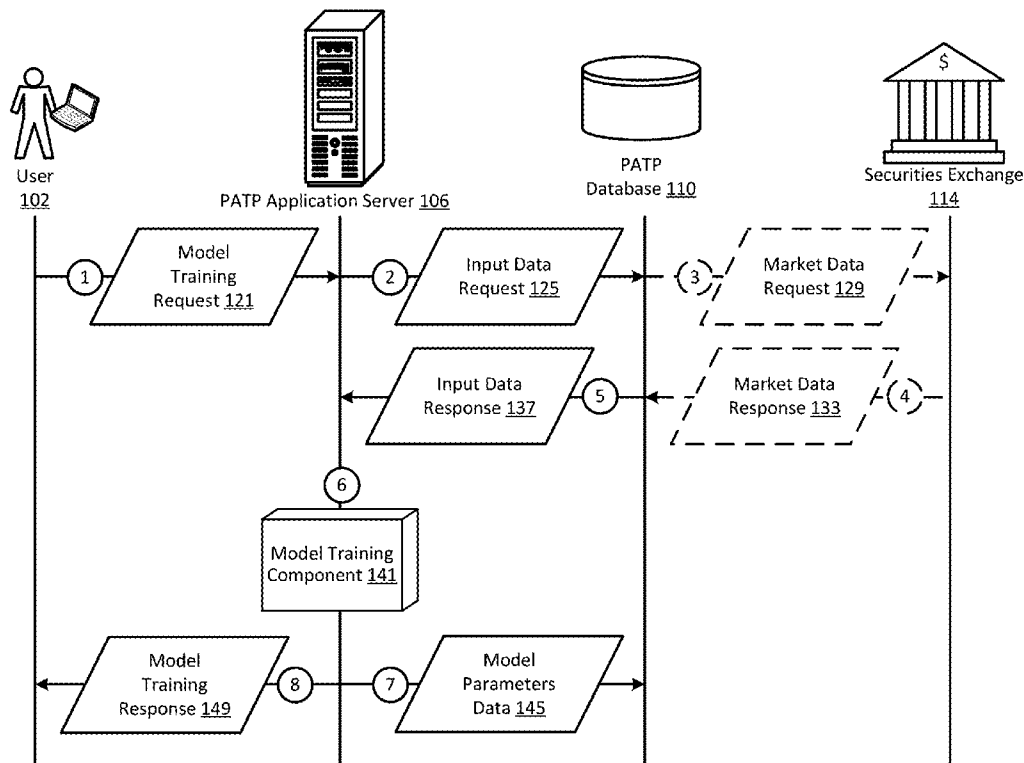 $
User
102
PATP Application Server 106
PATP
Database 110
Securities Exchange
114
1
Model
Training
Request 121
2
Input Data
Request 125
3
Market Data
Request 129
Input Data
Response 137
5
Market Data
Response 133
4
6
Model Training
Component 141
Model
Training
Response 149
8
7
Model
Parameters
Data 145